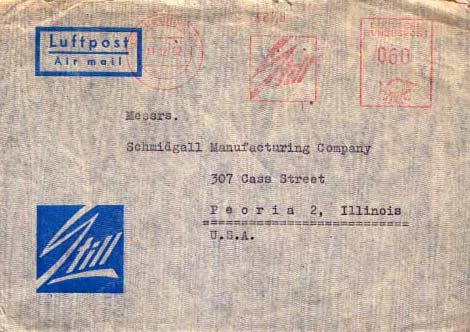 Luftpost
Air mail
Still
060
Messrs.
Schmidgall Manufacturing Company
307 Cass Street
Peoria 2, Illinois
U.S.A.
Still